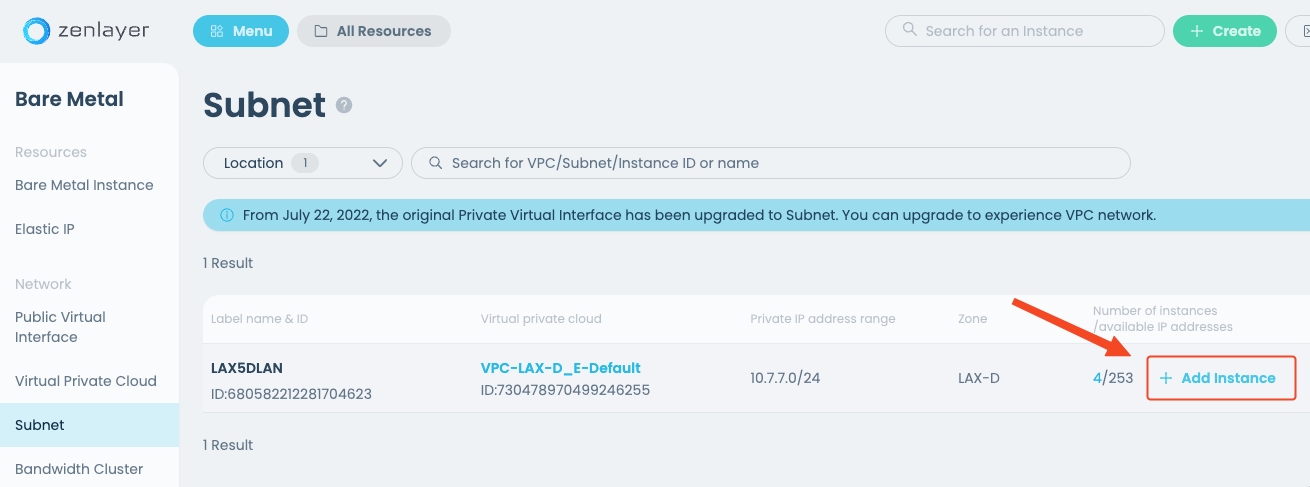 zenlayer
Menu
All Resources
Search for an Instance
Create
Bare Metal
Resources
Bare Metal Instance
Elastic IP
Network
Public Virtual
Interface
Virtual Private Cloud
Subnet
Bandwidth Cluster
Subnet ?
Location 1
Search for VPC/Subnet/Instance ID or name
From July 22, 2022, the original Private Virtual Interface has been upgraded to Subnet. You can upgrade to experience VPC network.
1 Result
Label name & ID
Virtual private cloud
Private IP address range
Zone
Number of instances
/available IP addresses
LAX5DLAN
ID:680582212281704623
VPC-LAX-D_E-Default
ID:730478970499246255
10.7.7.0/24
LAX-D
4/253
+ Add Instance
1 Result